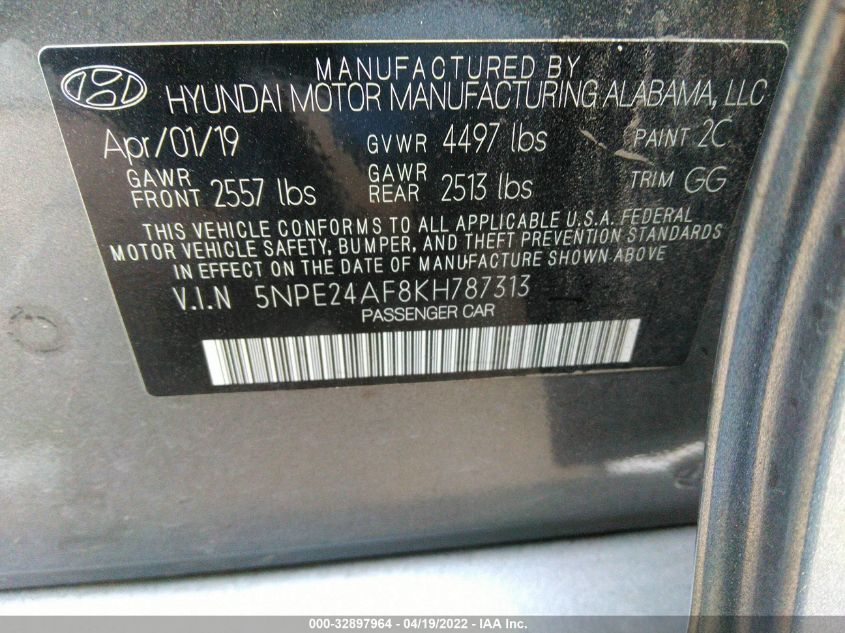 MANUFACTURED BY
HYUNDAI MOTOR MANUFACTURING ALABAMA, LLC
Apr/01/19 GVWR 4497 lbs PAINT 2C
GAWR FRONT 2557 lbs GAWR REAR 2513 lbs TRIM GG
THIS VEHICLE CONFORMS TO ALL APPLICABLE U.S.A. FEDERAL
MOTOR VEHICLE SAFETY, BUMPER, AND THEFT PREVENTION STANDARDS
IN EFFECT ON THE DATE OF MANUFACTURE SHOWN ABOVE.
V.I.N 5NPE24AF8KH787313
PASSENGER CAR
000-32897964 - 04/19/2022 - IAA Inc.